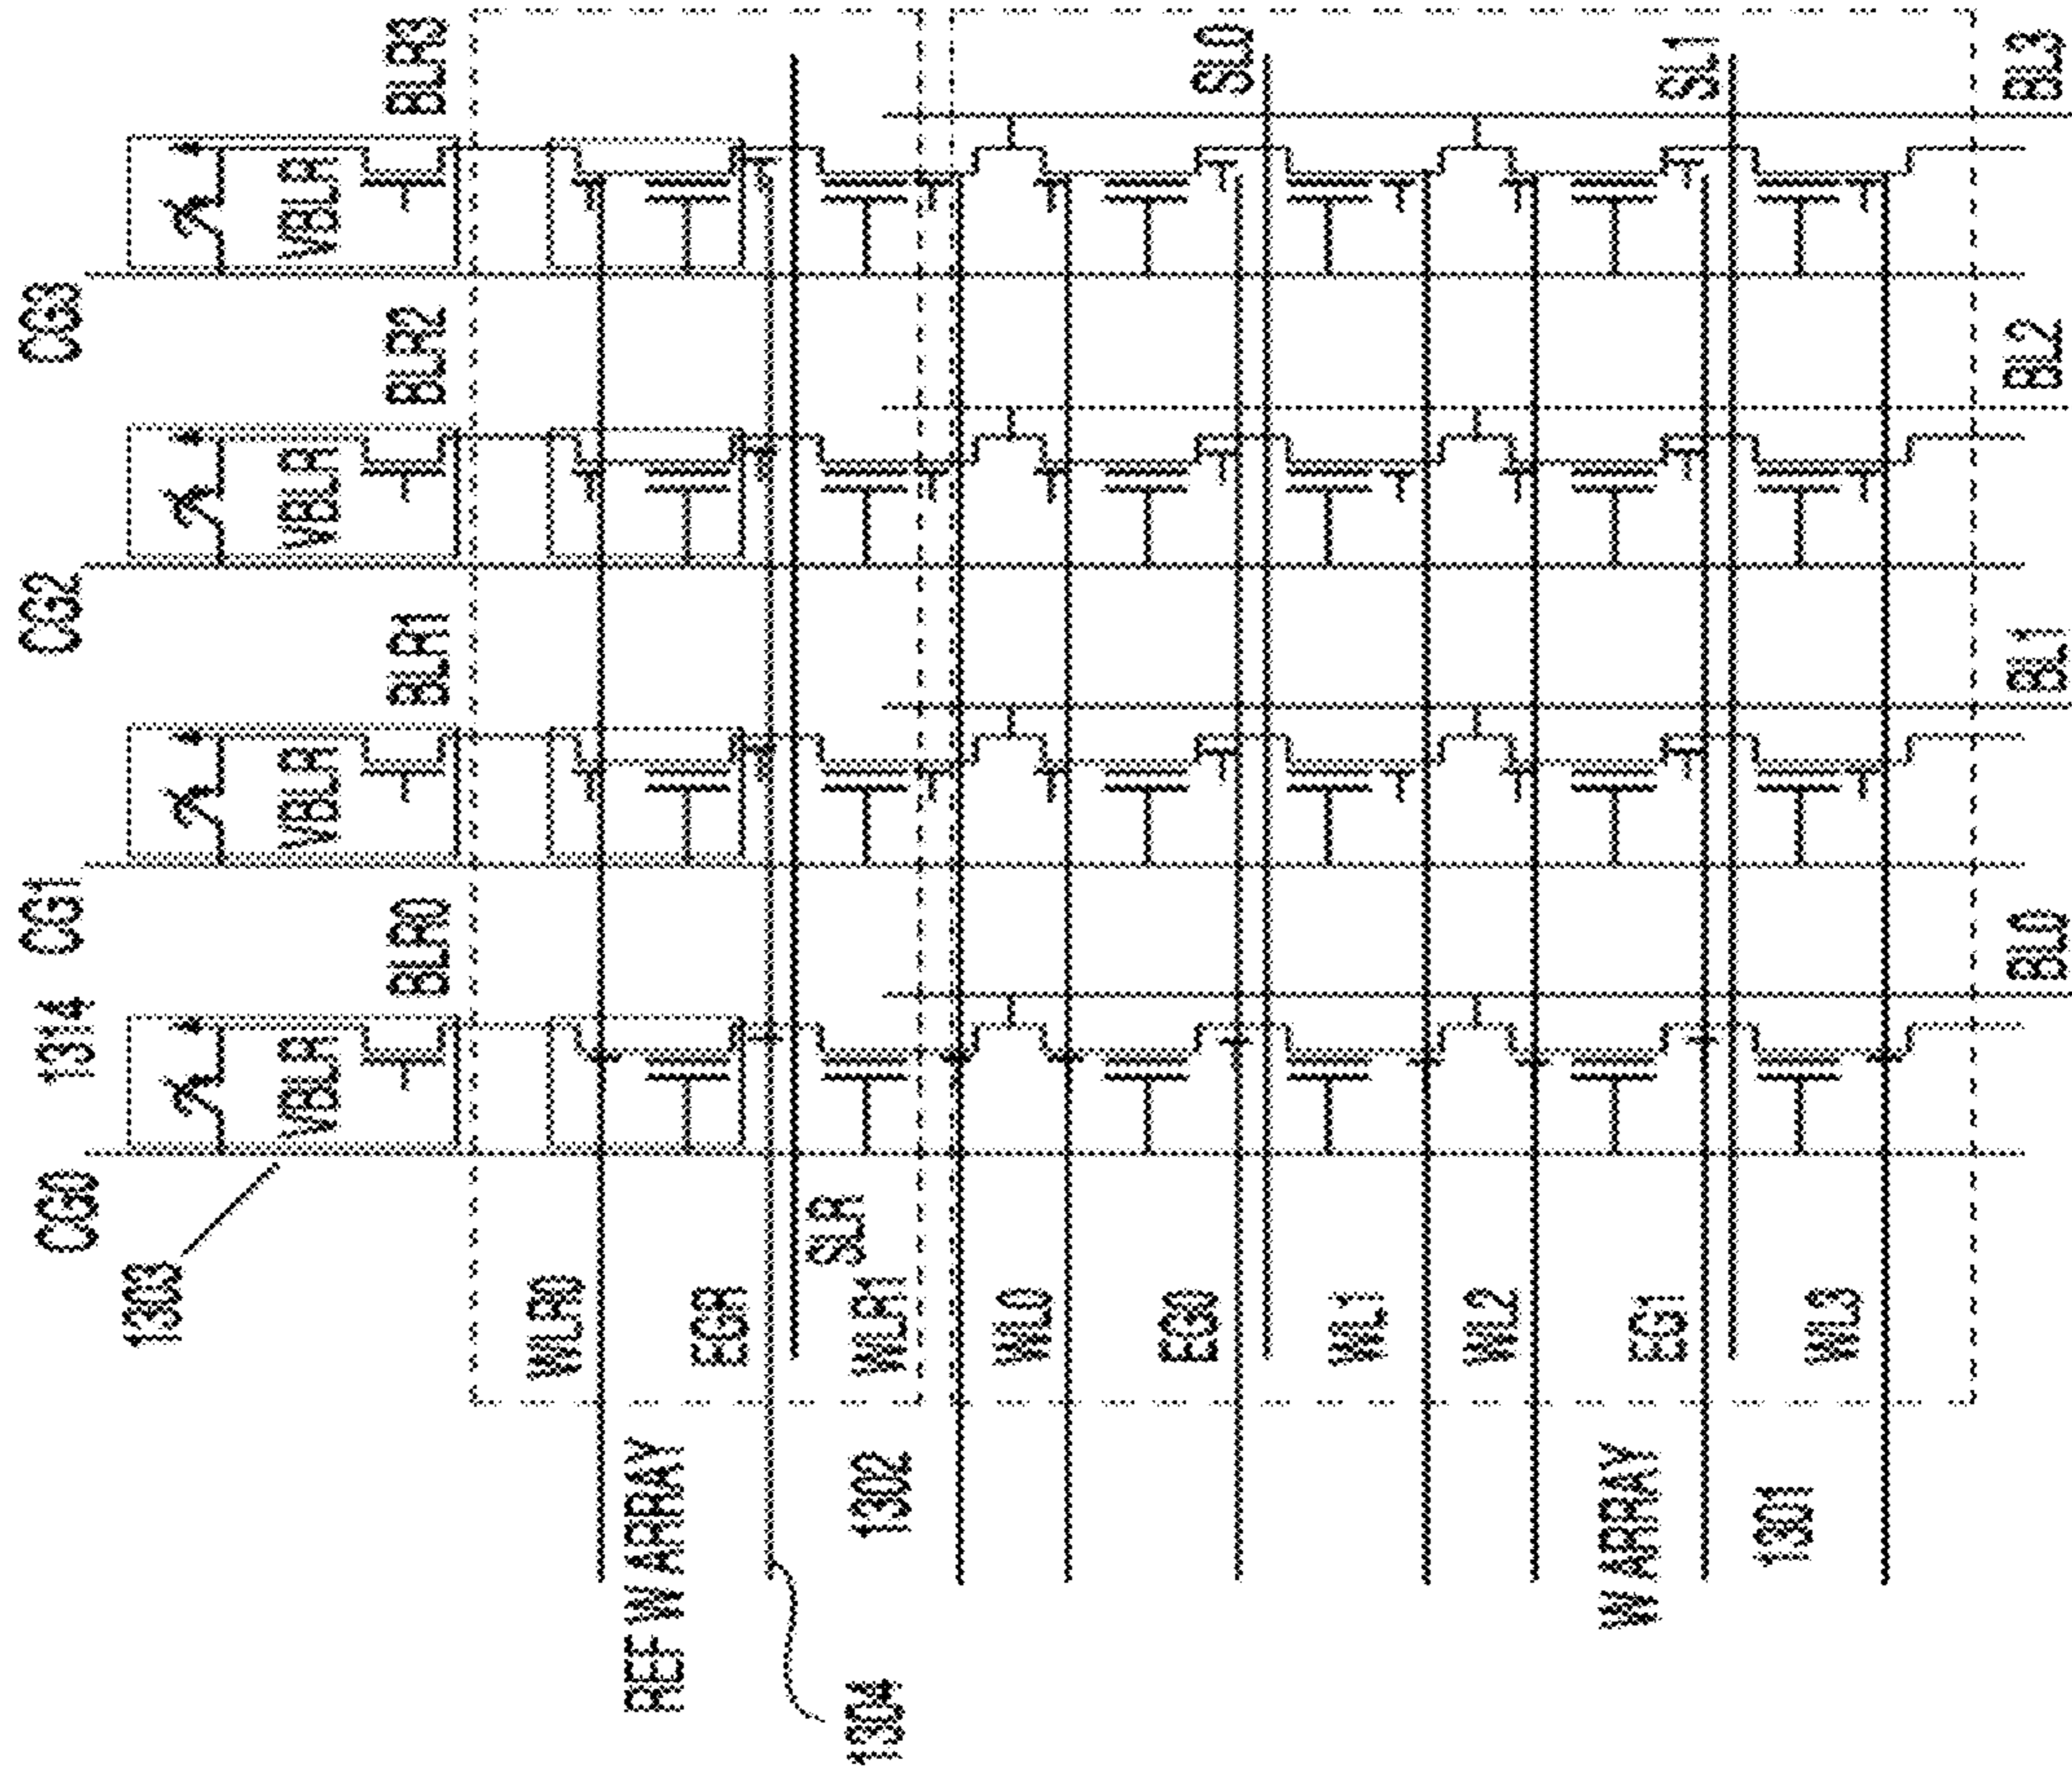 CG0
1314
CG1
CG2
CG3
1303
VBLR
VBLR
VBLR
VBLR
BLR0
BLR1
BLR2
BLR3
WLR0
REF W ARRAY
EGR
SLR
1304
1302
WLR1
WL0
EG0
SL0
WL1
WL2
W ARRAY
EG1
SL1
1301
WL3
BL0
BL1
BL2
BL3